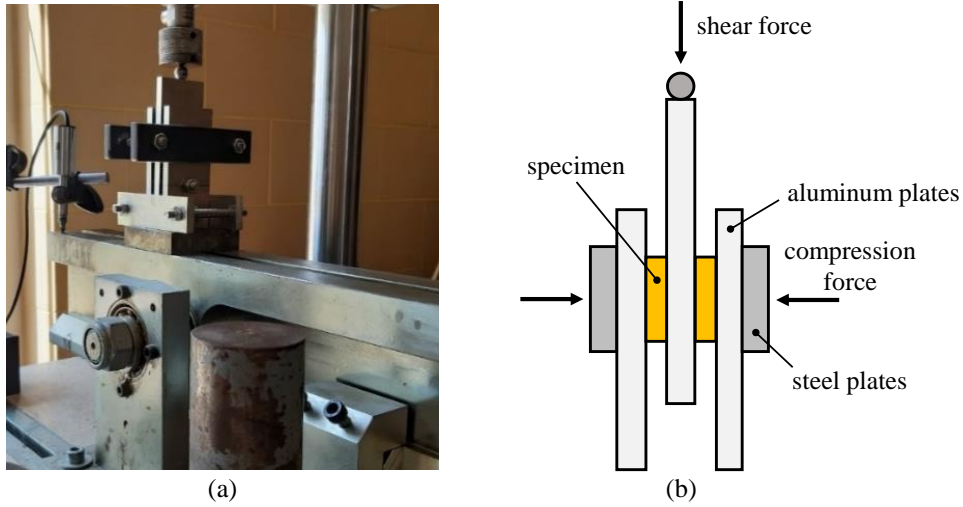 shear force
specimen
aluminum plates
compression
force
steel plates
(a)
(b)